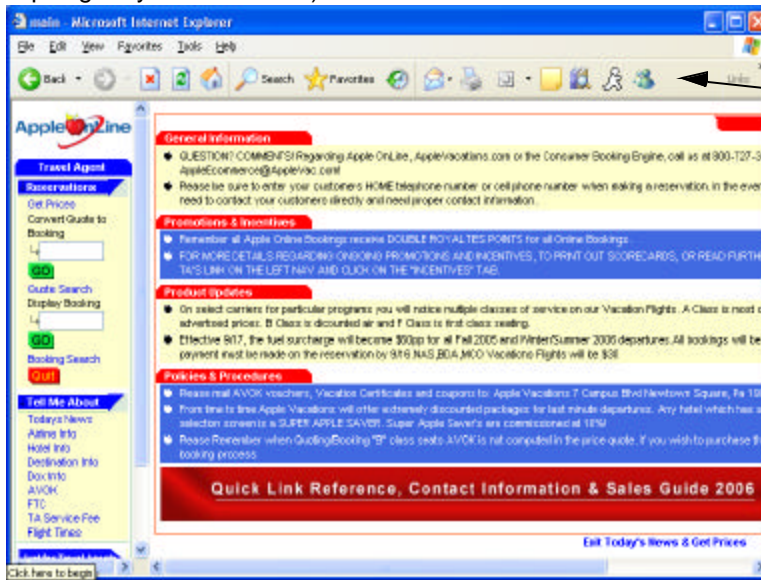 main - Microsoft Internet Explorer
File Edit View Favorites Tools Help
Back Search Favorites Links
Apple OnLine
Travel Agent
Reservations
Get Prices
Convert Quote to
Booking
GO
Quote Search
Display Booking
GO
Booking Search
Quit
Tell Me About
Todays News
Airline Info
Hotel Info
Destination Info
Dox Info
AVOK
FTC
TA Service Fee
Flight Times
Click here to begin
General Information
QUESTION? COMMENTS! Regarding Apple OnLine, AppleVacations.com or the Consumer Booking Engine, call us at 800-727-3
AppleEcommerce@AppleVac.com!
Please be sure to enter your customers HOME telephone number or cell phone number when making a reservation, in the even
need to contact your customers directly and need proper contact information.
Promotions & Incentives
Remember all Apple Online Bookings receive DOUBLE ROYALTIES POINTS for all Online Bookings.
FOR MORE DETAILS REGARDING ONGOING PROMOTIONS AND INCENTIVES, TO PRINT OUT SCORECARDS, OR READ FURTH
TA'S LINK ON THE LEFT NAV AND CLICK ON THE "INCENTIVES" TAB.
Product Updates
On select carriers for particular programs you will notice multiple classes of service on our Vacation Flights. A Class is most
advertised prices. B Class is dicounted air and F Class is first class seating.
Effective 9/17, the fuel surcharge will become $60pp for all Fall 2005 and Winter/Summer 2006 departures. All bookings will be
payment must be made on the reservation by 9/16. NAS,BDA,MCO Vacations Flights will be
Policies & Procedures
Please mail AVOK vouchers, Vacation Certificates and coupons to: Apple Vacations 7 Campus Blvd Newtown Square, Pa
From time to time Apple Vacations will offer extremely discounted packages for last minute departures. Any hotel which has a
selection screen is a SUPER APPLE SAVER. Super Apple Saver's are commissioned at 10%!
Please Remember when Quoting/Booking "B" class seats AVOK is not computed in the price quote. If you wish to purchase th
booking process.
Quick Link Reference, Contact Information & Sales Guide 2006
Exit Today's News & Get Prices